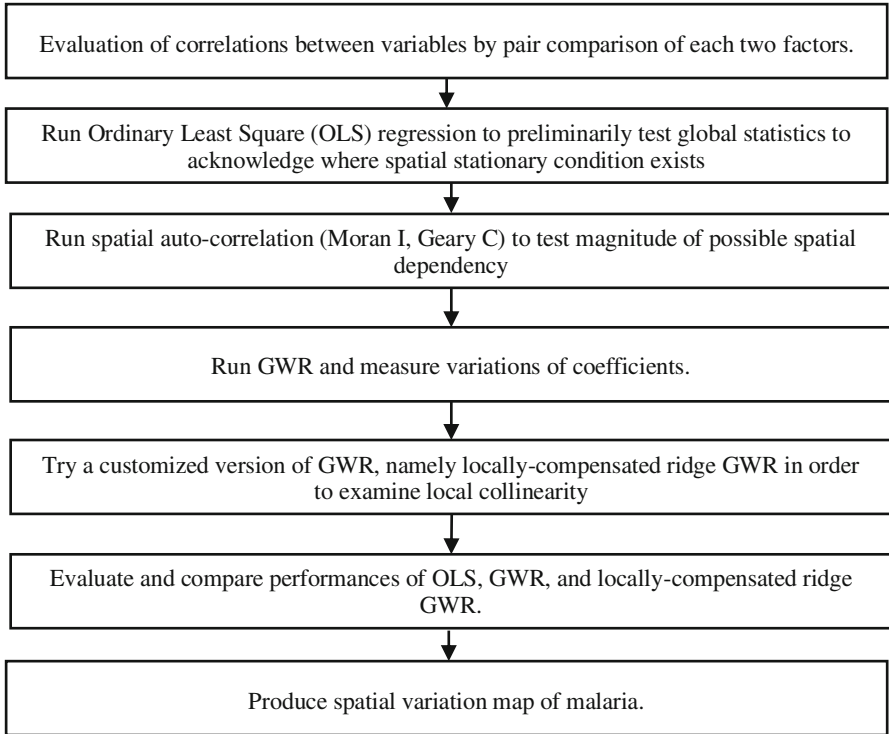 Evaluation of correlations between variables by pair comparison of each two factors.
Run Ordinary Least Square (OLS) regression to preliminarily test global statistics to
acknowledge where spatial stationary condition exists
Run spatial auto-correlation (Moran I, Geary C) to test magnitude of possible spatial
dependency
Run GWR and measure variations of coefficients.
Try a customized version of GWR, namely locally-compensated ridge GWR in order
to examine local collinearity
Evaluate and compare performances of OLS, GWR, and locally-compensated ridge
GWR.
Produce spatial variation map of malaria.